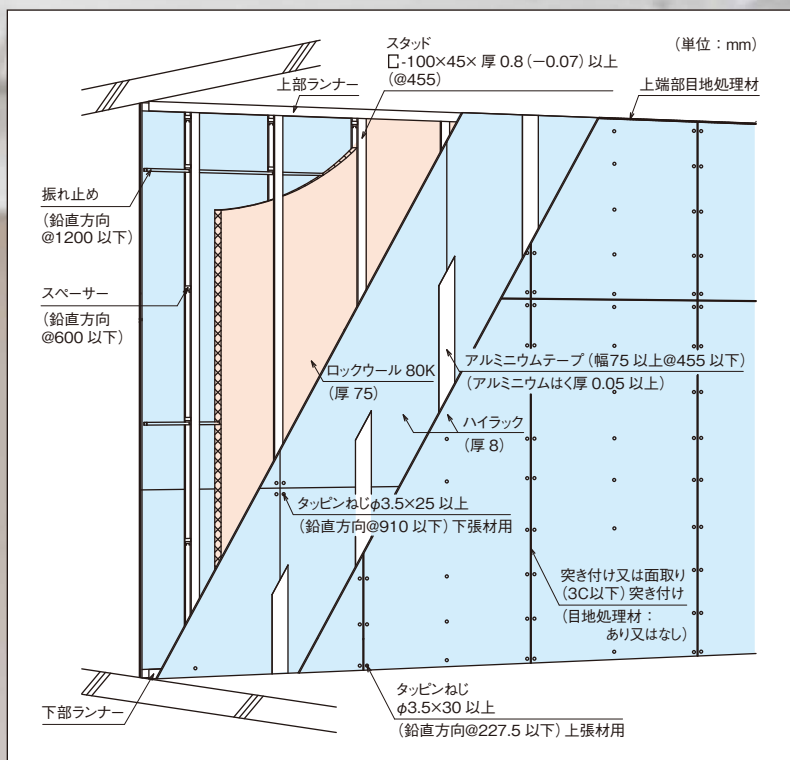 スタッド
⼕-100×45×厚 0.8 (−0.07) 以上
(@455)
(単位：mm)
上部ランナー
上端部目地処理材
振れ止め
(鉛直方向
@1200 以下)
スペーサー
(鉛直方向
@600 以下)
ロックウール 80K
(厚 75)
アルミニウムテープ (幅75 以上@455 以下)
(アルミニウムはく厚 0.05 以上)
ハイラック
(厚 8)
タッピンねじφ3.5×25 以上
(鉛直方向@910 以下) 下張材用
突き付け又は面取り
(3C以下) 突き付け
(目地処理材：
あり又はなし)
下部ランナー
タッピンねじ
φ3.5×30 以上
(鉛直方向@227.5 以下) 上張材用